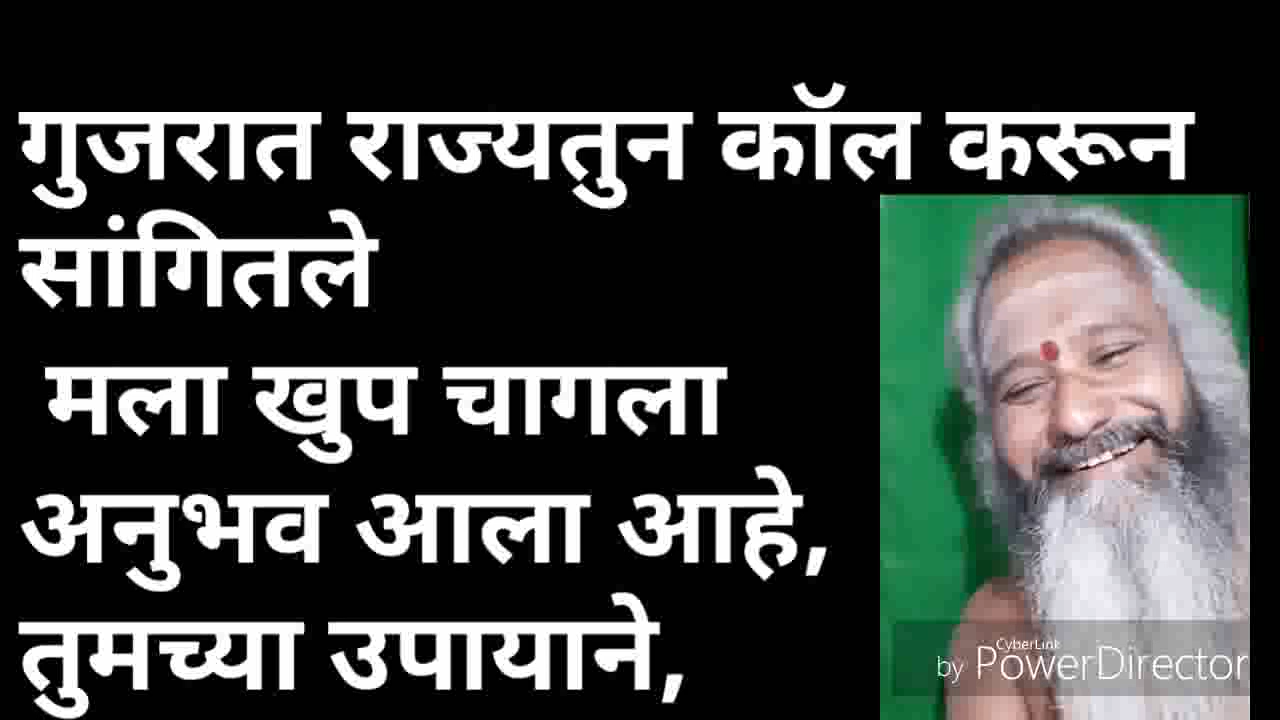 गुजरात राज्यतुन कॉल करून
सांगितले
मला खुप चागला
अनुभव आला आहे,
तुमच्या उपायाने,
CyberLink
by PowerDirector